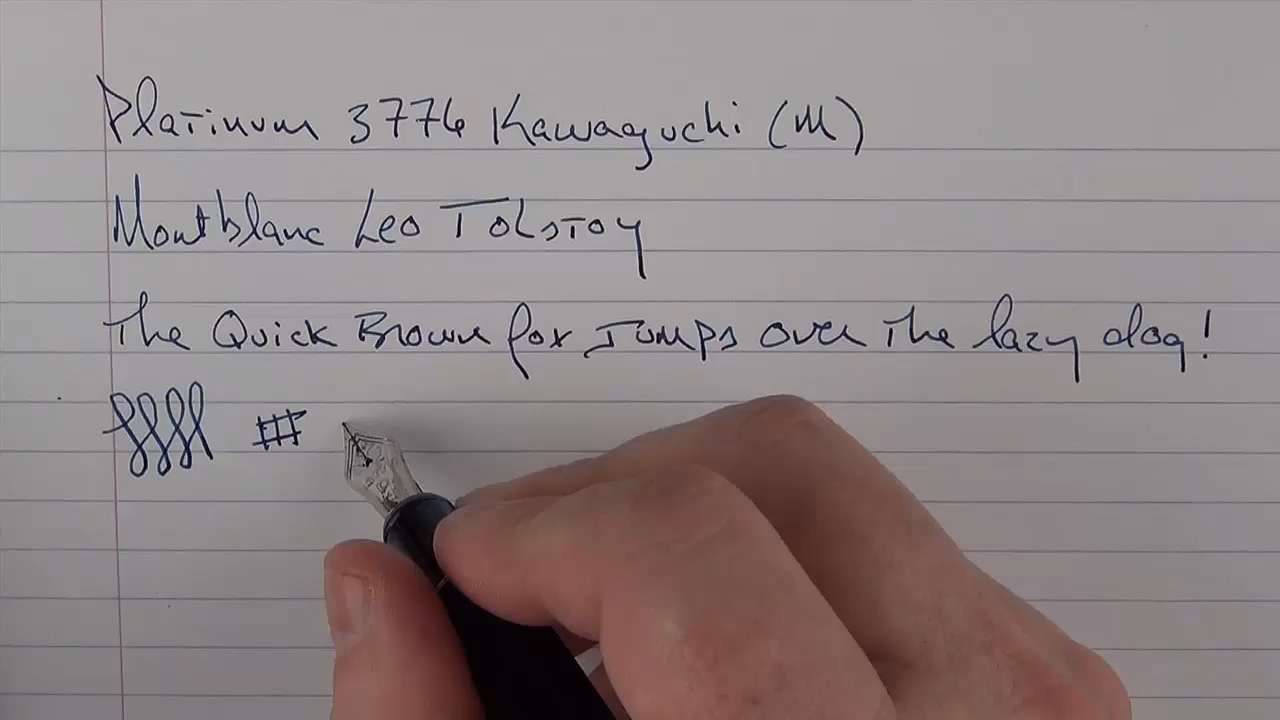 Platinum 3776 Kawaguchi (M)
Montblanc Leo Tolstoy
The Quick Brown fox Jumps over The lazy dog!
#